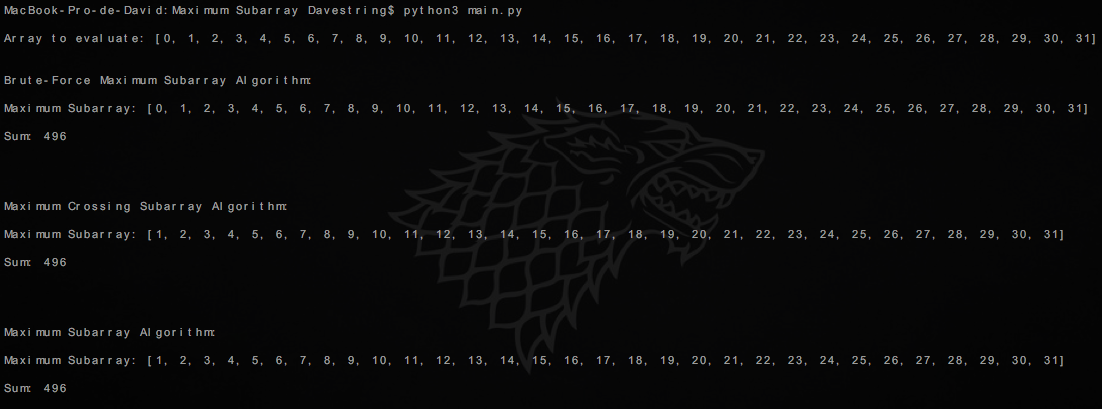 MacBook-Pro-de-David:Maximum Subarray Davestring$ python3 main.py
Array to evaluate: [0, 1, 2, 3, 4, 5, 6, 7, 8, 9, 10, 11, 12, 13, 14, 15, 16, 17, 18, 19, 20, 21, 22, 23, 24, 25, 26, 27, 28, 29, 30, 31]
Brute-Force Maximum Subarray Algorithm:
Maximum Subarray: [0, 1, 2, 3, 4, 5, 6, 7, 8, 9, 10, 11, 12, 13, 14, 15, 16, 17, 18, 19, 20, 21, 22, 23, 24, 25, 26, 27, 28, 29, 30, 31]
Sum: 496
Maximum Crossing Subarray Algorithm:
Maximum Subarray: [1, 2, 3, 4, 5, 6, 7, 8, 9, 10, 11, 12, 13, 14, 15, 16, 17, 18, 19, 20, 21, 22, 23, 24, 25, 26, 27, 28, 29, 30, 31]
Sum: 496
Maximum Subarray Algorithm:
Maximum Subarray: [1, 2, 3, 4, 5, 6, 7, 8, 9, 10, 11, 12, 13, 14, 15, 16, 17, 18, 19, 20, 21, 22, 23, 24, 25, 26, 27, 28, 29, 30, 31]
Sum: 496